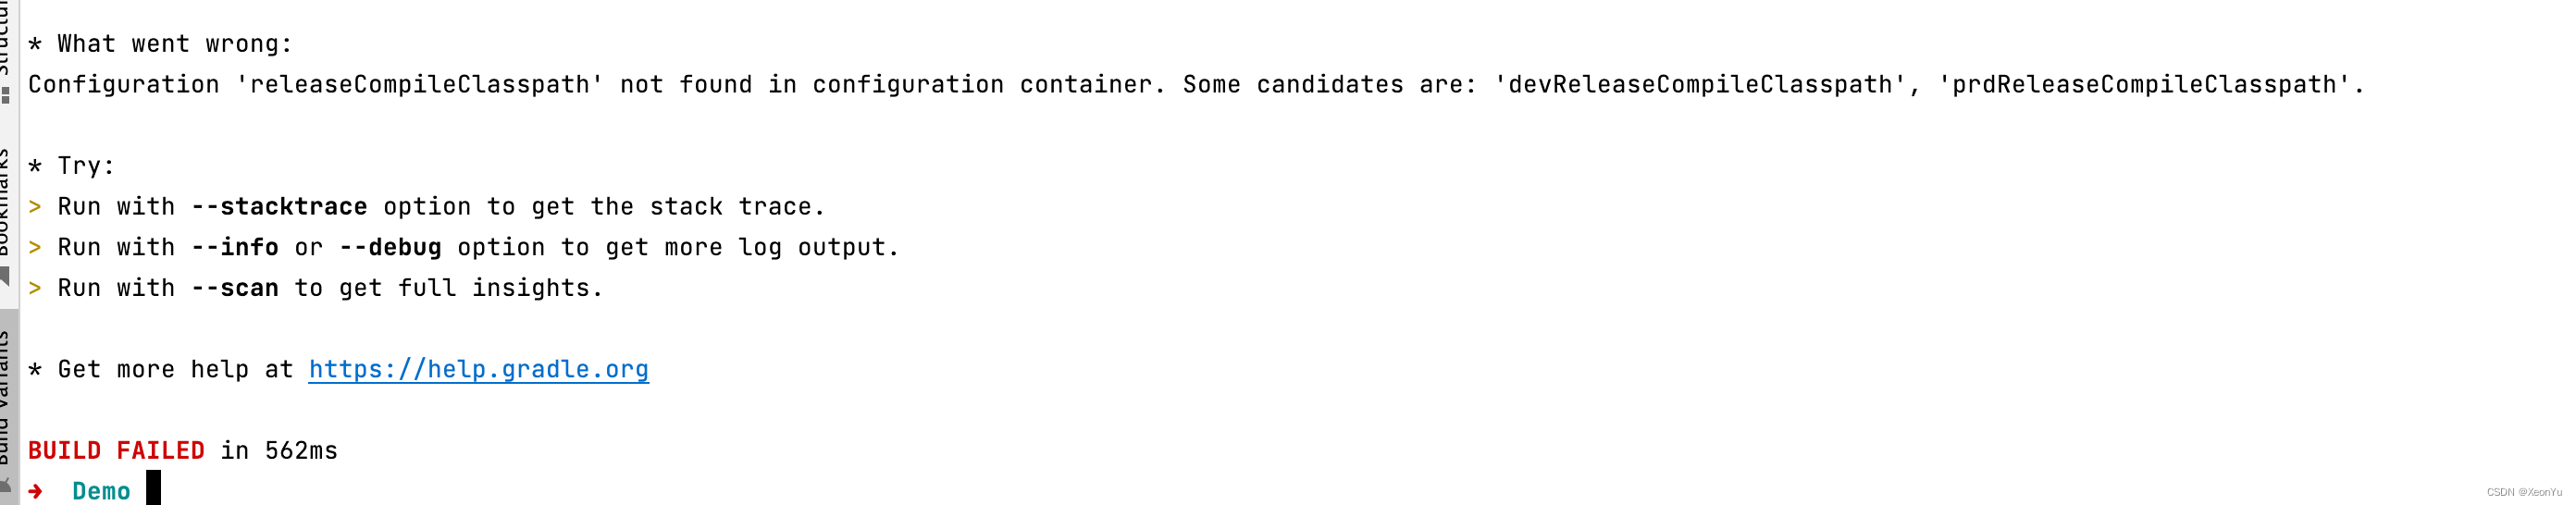 Structur
Bookmarks
Build Variants
* What went wrong:
Configuration 'releaseCompileClasspath' not found in configuration container. Some candidates are: 'devReleaseCompileClasspath', 'prdReleaseCompileClasspath'.
* Try:
> Run with --stacktrace option to get the stack trace.
> Run with --info or --debug option to get more log output.
> Run with --scan to get full insights.
* Get more help at https://help.gradle.org
BUILD FAILED in 562ms
➜ Demo
CSDN @XeonYu